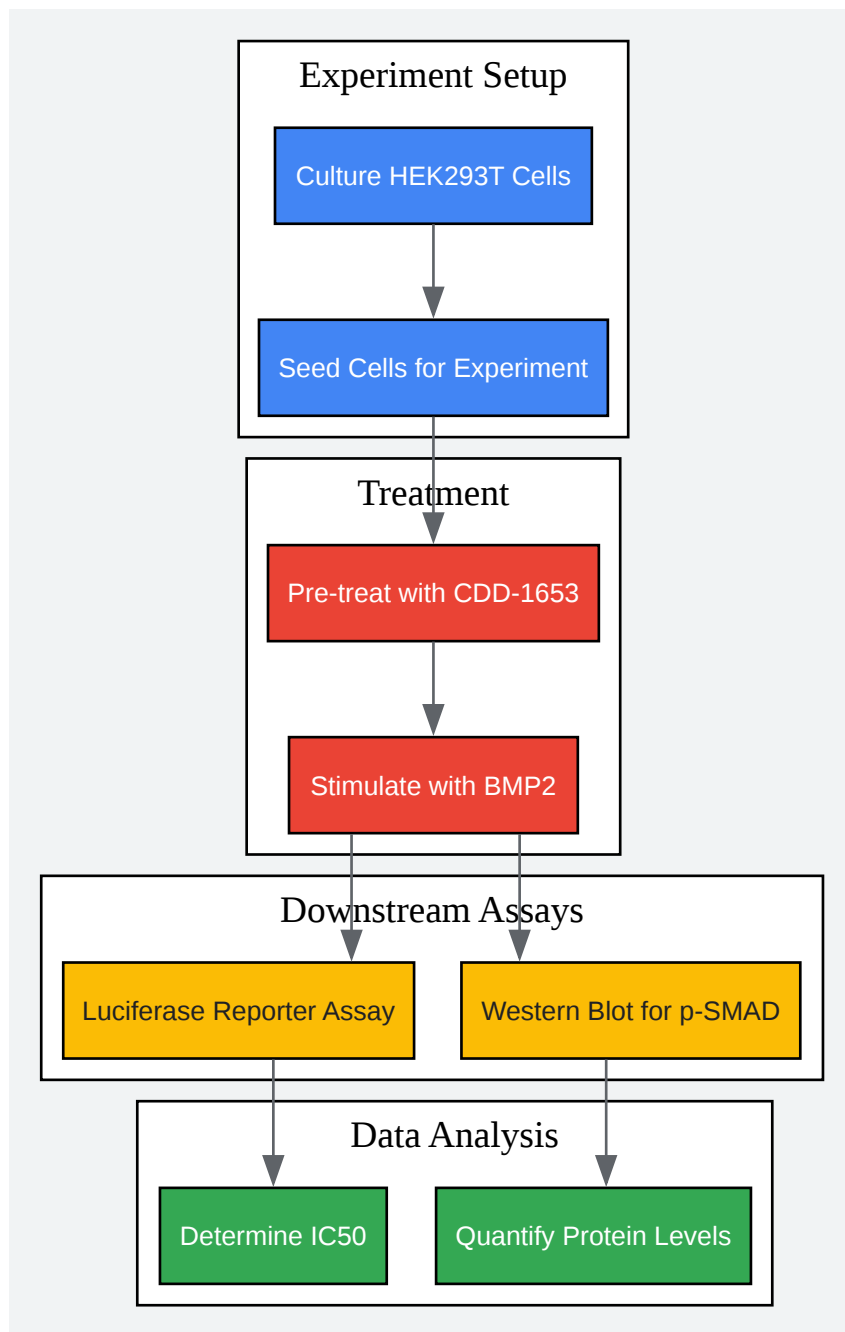 Experiment Setup
Culture HEK293T Cells
Seed Cells for Experiment
Treatment
Pre-treat with CDD-1653
Stimulate with BMP2
Downstream Assays
Luciferase Reporter Assay
Western Blot for p-SMAD
Data Analysis
Determine IC50
Quantify Protein Levels